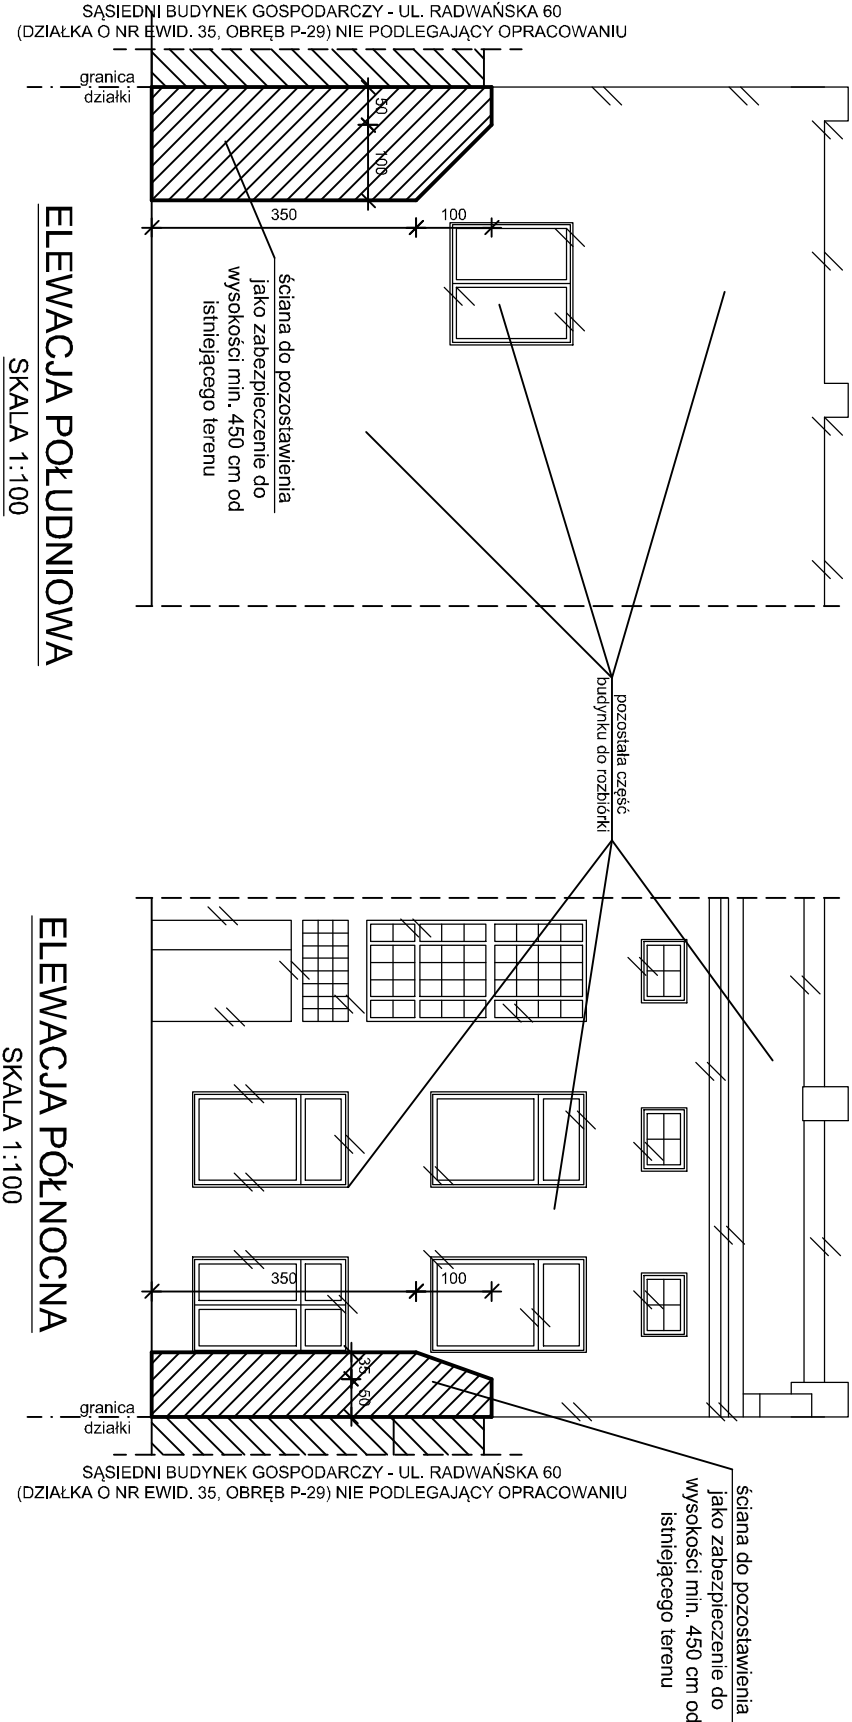 SĄSIEDNI BUDYNEK GOSPODARCZY - UL. RADWAŃSKA 60
(DZIAŁKA O NR EWID. 35, OBRĘB P-29) NIE PODLEGAJĄCY OPRACOWANIU
granica
działki
50
100
350
100
ściana do pozostawienia
jako zabezpieczenie do
wysokości min. 450 cm od
istniejącego terenu
ELEWACJA POŁUDNIOWA
SKALA 1:100
pozostała część
budynku do rozbiórki
ELEWACJA PÓŁNOCNA
SKALA 1:100
350
100
35
50
granica
działki
SĄSIEDNI BUDYNEK GOSPODARCZY - UL. RADWAŃSKA 60
(DZIAŁKA O NR EWID. 35, OBRĘB P-29) NIE PODLEGAJĄCY OPRACOWANIU
ściana do pozostawienia
jako zabezpieczenie do
wysokości min. 450 cm od
istniejącego terenu